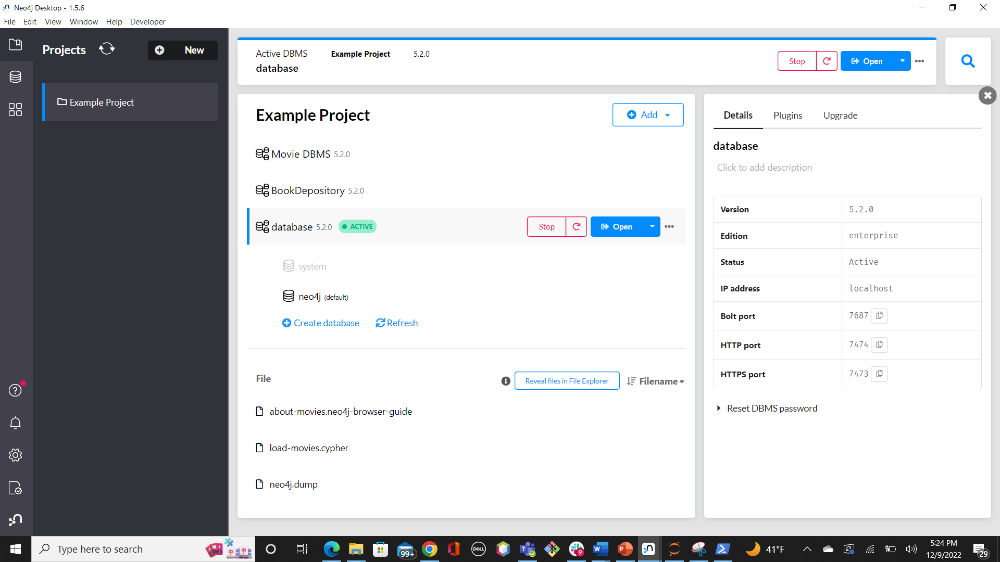 Neo4j Desktop - 1.5.6
File Edit View Window Help Developer
Projects
New
Example Project
Active DBMS Example Project 5.2.0
database
Stop
Open
Example Project
Add
Movie DBMS 5.2.0
BookDepository 5.2.0
database 5.2.0 ACTIVE
Stop
Open
system
neo4j (default)
Create database Refresh
File
Reveal files in File Explorer
Filename
about-movies.neo4j-browser-guide
load-movies.cypher
neo4j.dump
Details Plugins Upgrade
database
Click to add description
Version 5.2.0
Edition enterprise
Status Active
IP address localhost
Bolt port 7687
HTTP port 7474
HTTPS port 7473
Reset DBMS password
Type here to search
99+
DELL
9
41°F
5:24 PM
12/9/2022
29